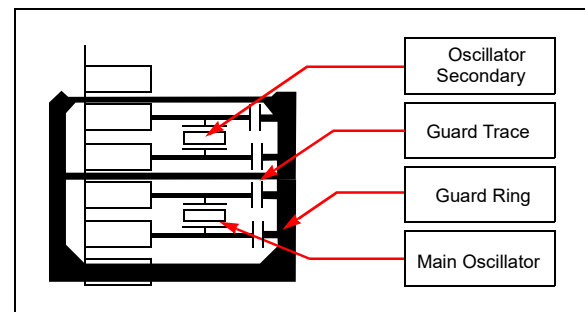 Oscillator
Secondary
Guard Trace
Guard Ring
Main Oscillator